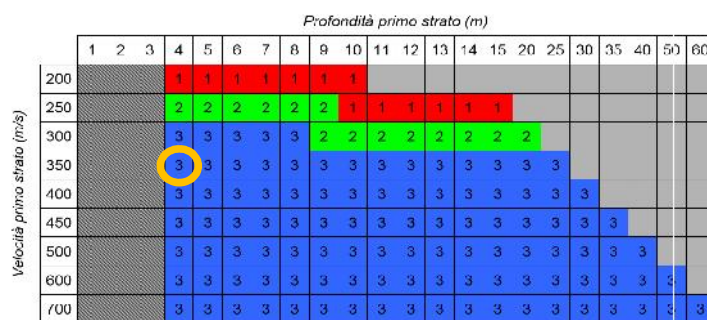 Profondità primo strato (m)
1 2 3 4 5 6 7 8 9 10 11 12 13 14 15 20 25 30 35 40 50 60
Velocità primo strato (m/s)
200 1 1 1 1 1 1 1
250 2 2 2 2 2 2 1 1 1 1 1 1
300 3 3 3 3 3 2 2 2 2 2 2 2 2
350 3 3 3 3 3 3 3 3 3 3 3 3 3 3
400 3 3 3 3 3 3 3 3 3 3 3 3 3 3 3
450 3 3 3 3 3 3 3 3 3 3 3 3 3 3 3 3
500 3 3 3 3 3 3 3 3 3 3 3 3 3 3 3 3 3
600 3 3 3 3 3 3 3 3 3 3 3 3 3 3 3 3 3 3
700 3 3 3 3 3 3 3 3 3 3 3 3 3 3 3 3 3 3 3